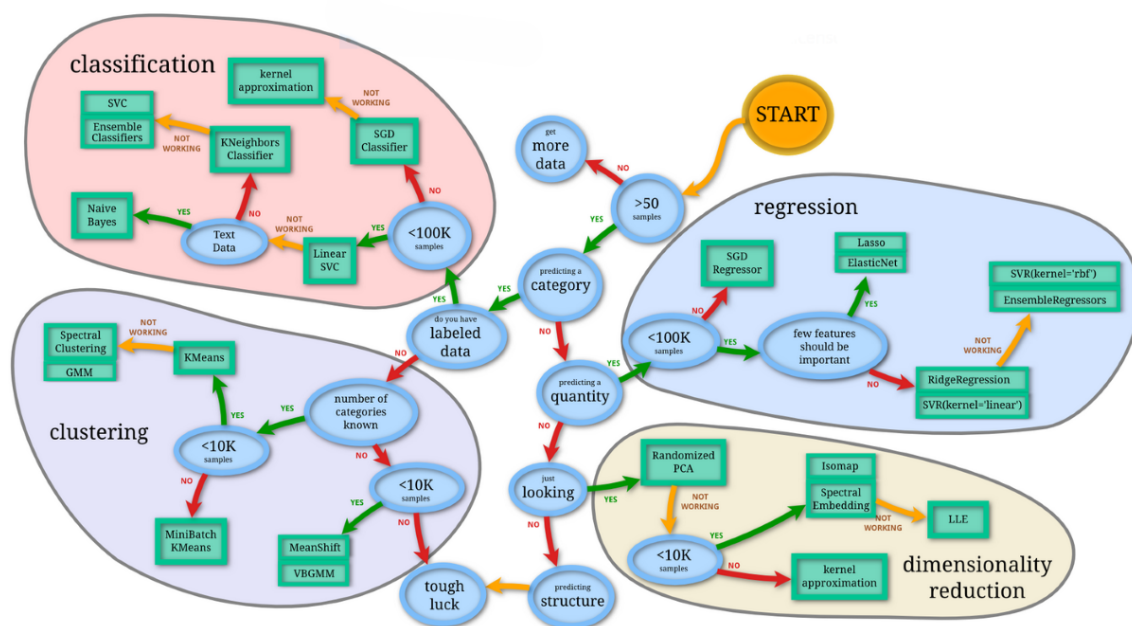 classification
kernel
approximation
NOT
WORKING
SVC
Ensemble
Classifiers
NOT
WORKING
KNeighbors
Classifier
SGD
Classifier
NO
Naive
Bayes
YES
Text
Data
NO
NOT
WORKING
Linear
SVC
YES
<100K
samples
START
get
more
data
NO
>50
samples
YES
predicting a
category
YES
NO
do you have
labeled
data
YES
NO
predicting a
quantity
YES
NO
just
looking
YES
NO
predicting
structure
tough
luck
regression
SGD
Regressor
NO
<100K
samples
YES
Lasso
ElasticNet
YES
few features
should be
important
NO
SVR(kernel='rbf')
EnsembleRegressors
NOT
WORKING
RidgeRegression
SVR(kernel='linear')
clustering
Spectral
Clustering
GMM
NOT
WORKING
KMeans
YES
<10K
samples
NO
MiniBatch
KMeans
YES
number of
categories
known
NO
<10K
samples
YES
NO
MeanShift
VBGMM
Randomized
PCA
NOT
WORKING
<10K
samples
YES
NO
Isomap
Spectral
Embedding
NOT
WORKING
LLE
kernel
approximation
dimensionality
reduction